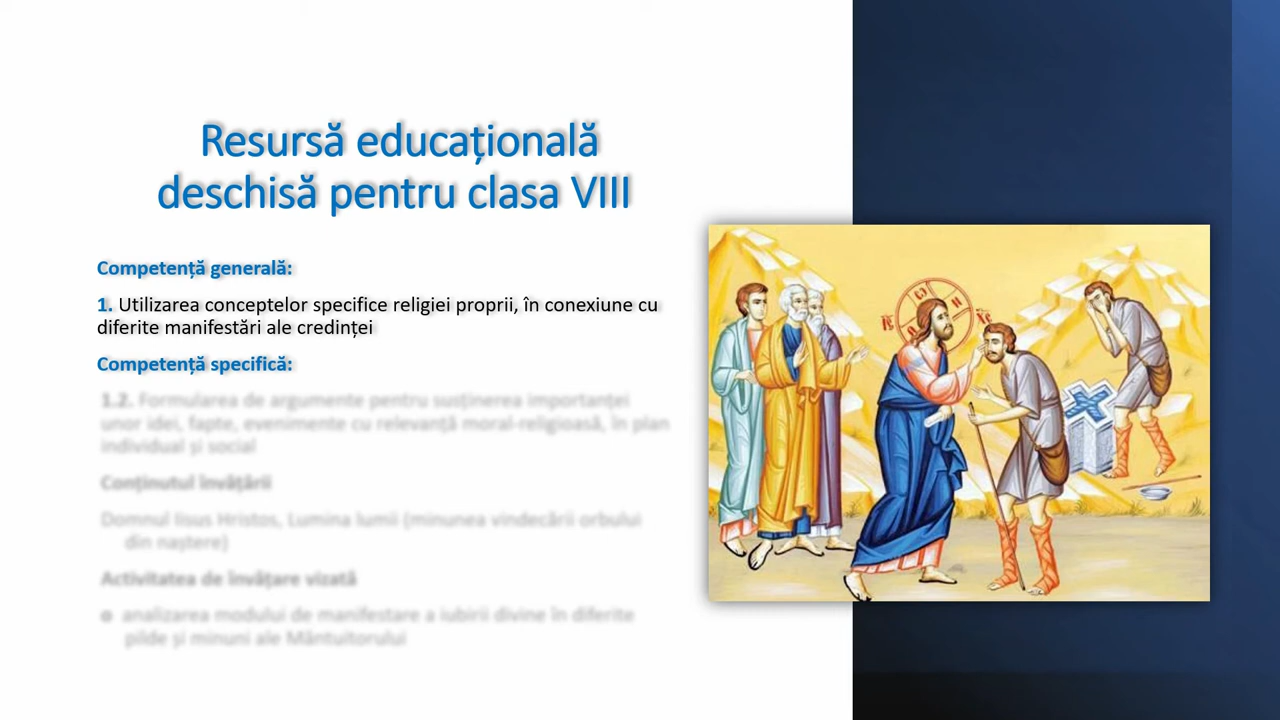 Resursă educațională
deschisă pentru clasa VIII
Competență generală:
1. Utilizarea conceptelor specifice religiei proprii, în conexiune cu
diferite manifestări ale credinței
Competență specifică:
1.2. Formularea de argumente pentru susținerea importanței
unor idei, fapte, evenimente cu relevanță moral-religioasă, în plan
individual și social
Conținutul învățării
Domnul Iisus Hristos, Lumina lumii (minunea vindecării orbului
din naștere)
Activitatea de învățare vizată
o analizarea modului de manifestare a iubirii divine în diferite
pilde și minuni ale Mântuitorului